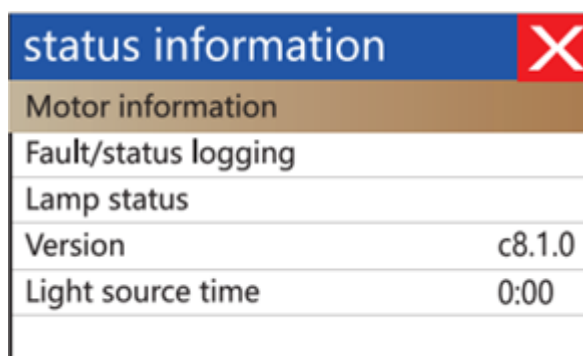 status information
Motor information
Fault/status logging
Lamp status
Version c8.1.0
Light source time 0:00